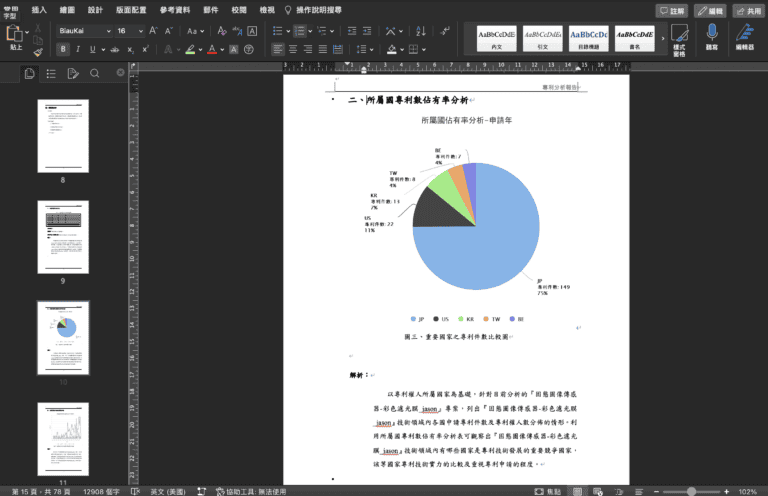 常用
字型
插入
繪圖
設計
版面配置
參考資料
郵件
校閱
檢視
操作說明搜尋
註解
編輯
共用
貼上
BiauKai
16
AaBbCcDdEe
內文
AaBbCcDdE
引文
AaBbCcDc
目錄標題
AaBbCcDdE
書名
樣式
窗格
聽寫
編輯器
8
9
10
11
專利分析報告
二、所屬國專利數佔有率分析
所屬國佔有率分析-申請年
BE
專利件數: 7
4%
TW
專利件數: 8
4%
KR
專利件數: 13
7%
US
專利件數: 22
11%
JP
專利件數: 149
75%
JP US KR TW BE
圖三、重要國家之專利件數比較圖
解析：
以專利權人所屬國家為基礎，針對目前分析的『固態圖像傳感
器-彩色濾光膜_jason』專案，列出『固態圖像傳感器-彩色濾光膜
_jason』技術領域內各國申請專利件數及專利權人數分佈的情形，利
用所屬國專利數佔有率分析表可觀察出『固態圖像傳感器-彩色濾光
膜_jason』技術領域內有哪些國家是專利技術發展的重要競爭國家，
該等國家專利技術實力的比較及重視專利申請的程度。
第 15 頁，共 78 頁
12908 個字
英文 (美國)
協助工具: 無法使用
焦點
102%